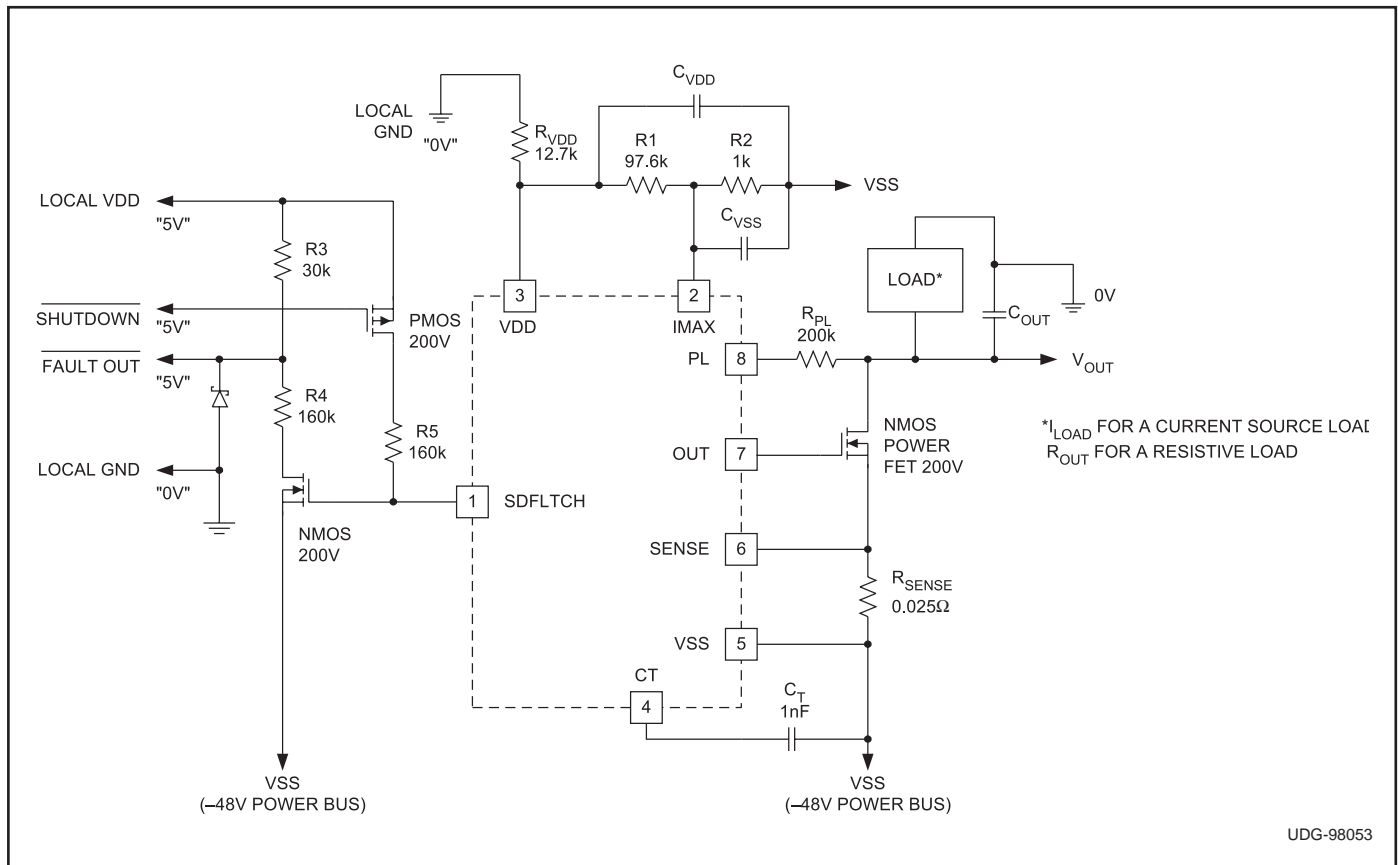 C_VDD
LOCAL
GND
"0V"
R_VDD
12.7k
R1
97.6k
R2
1k
VSS
C_VSS
LOCAL VDD
"5V"
R3
30k
SHUTDOWN
"5V"
PMOS
200V
FAULT OUT
"5V"
R4
160k
R5
160k
LOCAL GND
"0V"
NMOS
200V
VSS
(–48V POWER BUS)
3
VDD
2
IMAX
1
SDFLTCH
PL
8
R_PL
200k
LOAD*
C_OUT
0V
V_OUT
OUT
7
NMOS
POWER
FET 200V
*I_LOAD FOR A CURRENT SOURCE LOA
R_OUT FOR A RESISTIVE LOAD
SENSE
6
R_SENSE
0.025Ω
VSS
5
CT
4
C_T
1nF
VSS
(–48V POWER BUS)
UDG-98053